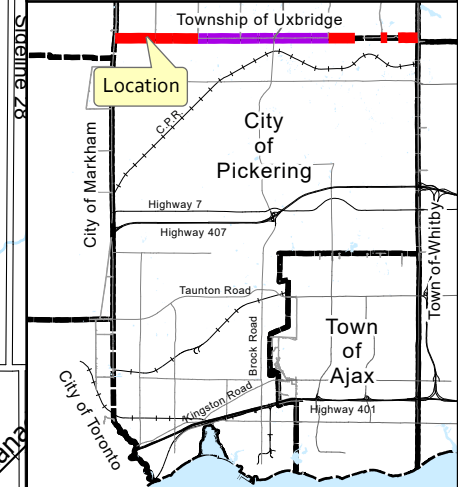 Township of Uxbridge
Sideline 28
Location
C.P.R.
City
of
Pickering
City of Markham
Highway 7
Highway 407
Town of Whitby
Taunton Road
Brock Road
Town
of
Ajax
City of Toronto
Kingston Road
Highway 401
ana